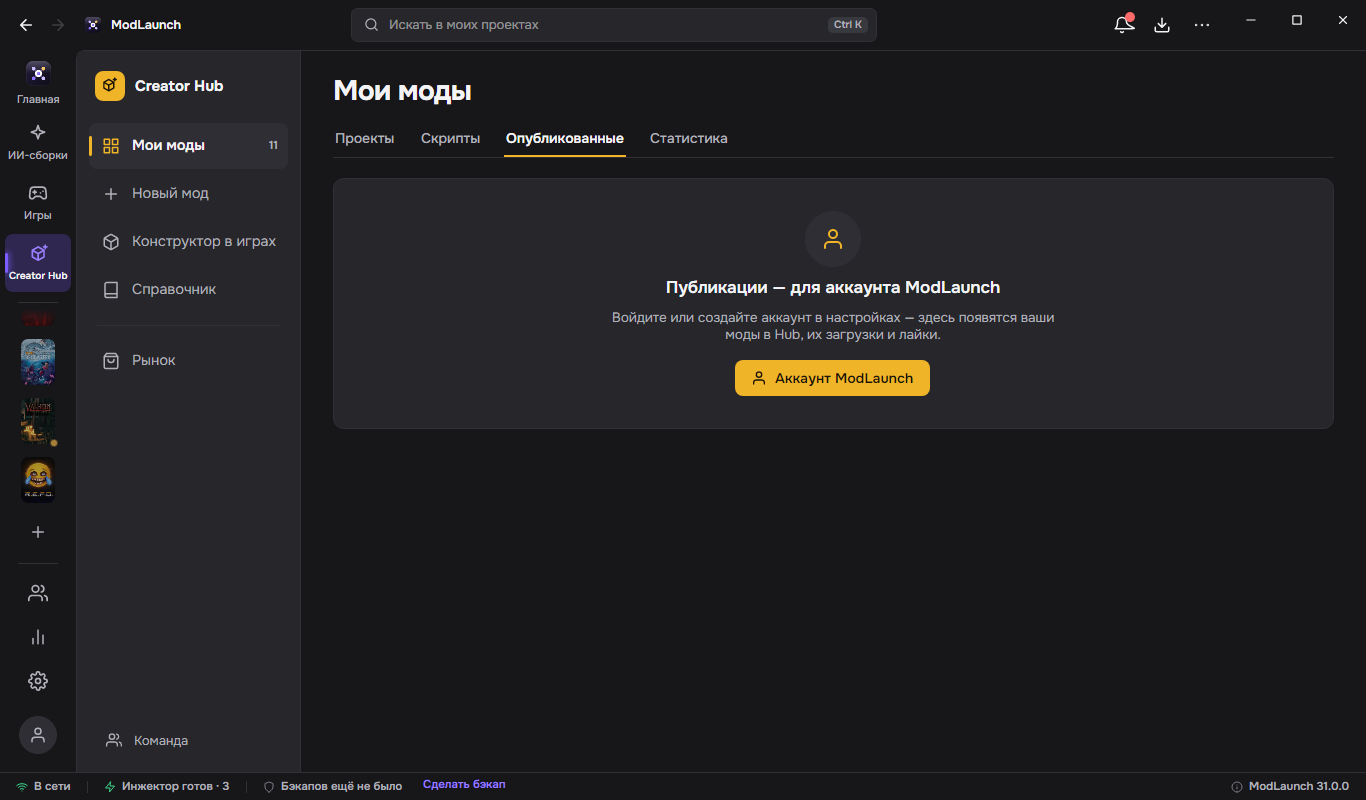 ModLaunch
Искать в моих проектах
Ctrl K
Главная
ИИ-сборки
Игры
Creator Hub
Creator Hub
Мои моды
11
Новый мод
Конструктор в играх
Справочник
Рынок
Команда
Мои моды
Проекты
Скрипты
Опубликованные
Статистика
Публикации — для аккаунта ModLaunch
Войдите или создайте аккаунт в настройках — здесь появятся ваши
моды в Hub, их загрузки и лайки.
Аккаунт ModLaunch
R.E.P.O.
В сети
Инжектор готов · 3
Бэкапов ещё не было
Сделать бэкап
ModLaunch 31.0.0